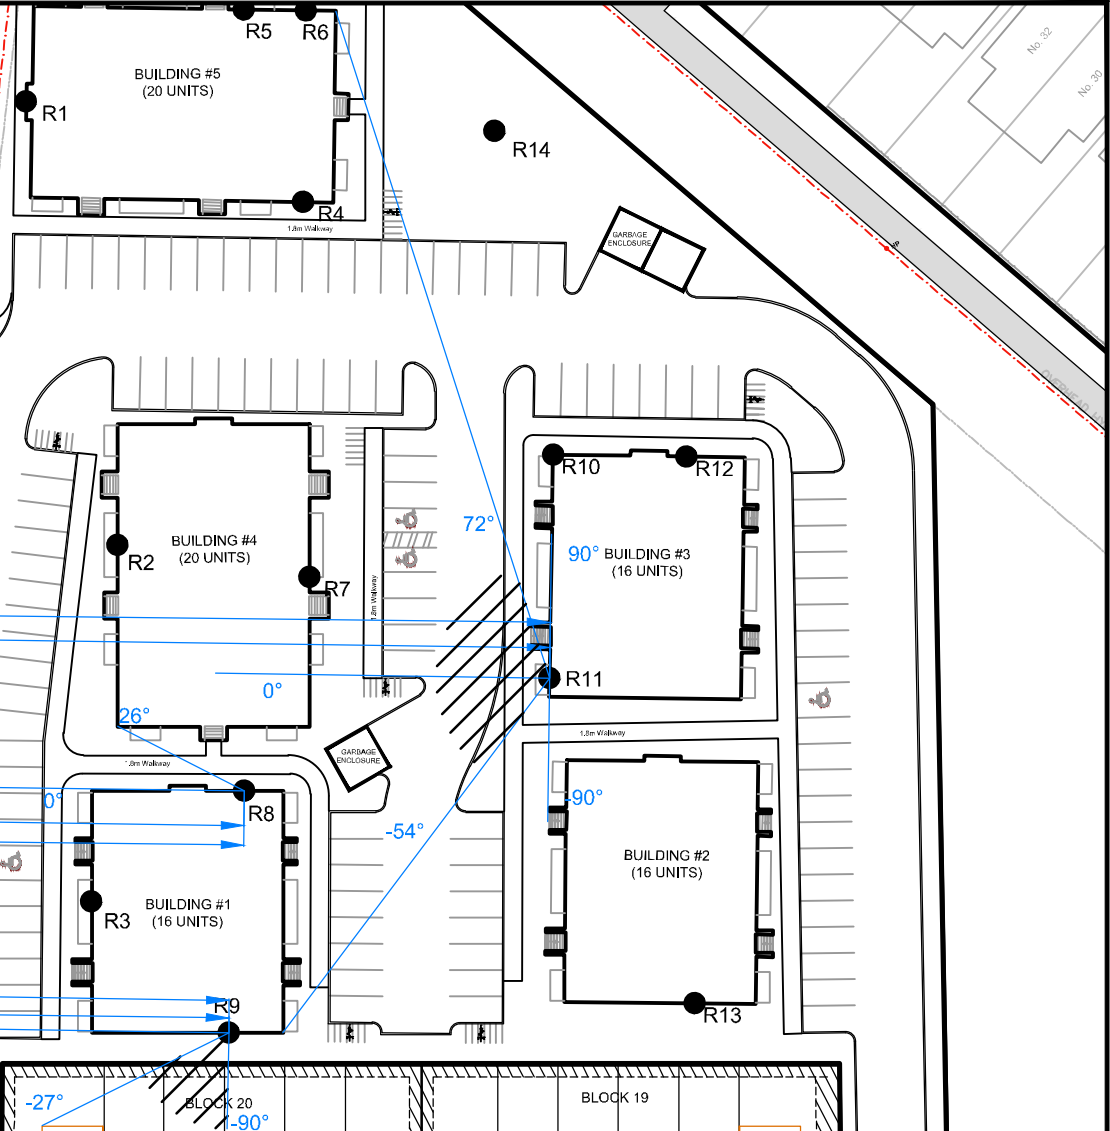 R5
R6
BUILDING #5
(20 UNITS)
R1
R14
R4
1.8m Walkway
GARBAGE
ENCLOSURE
No. 32
No. 30
R10
R12
72°
90°
BUILDING #3
(16 UNITS)
BUILDING #4
(20 UNITS)
R2
R7
1.8m Walkway
R11
0°
26°
1.8m Walkway
GARBAGE
ENCLOSURE
1.8m Walkway
0°
R8
-90°
-54°
BUILDING #2
(16 UNITS)
R3
BUILDING #1
(16 UNITS)
R9
R13
BLOCK 20
BLOCK 19
-27°
-90°